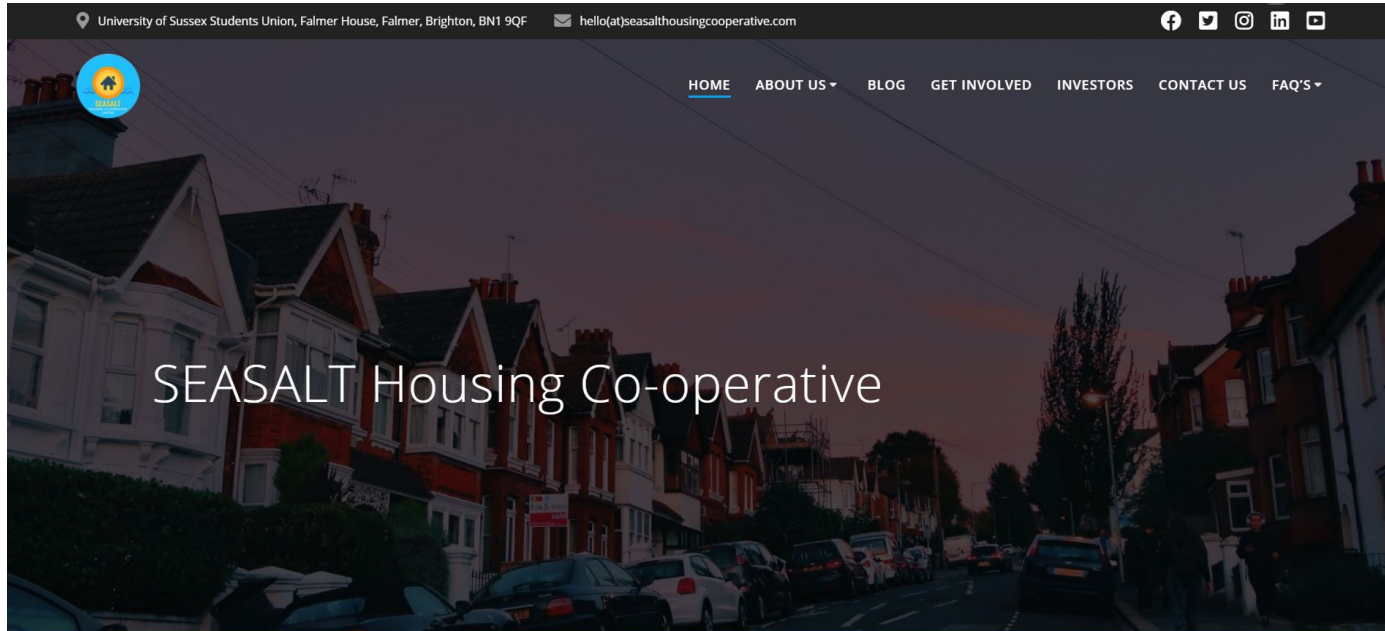 University of Sussex Students Union, Falmer House, Falmer, Brighton, BN1 9QF
hello(at)seasalthousingcooperative.com
HOME ABOUT US BLOG GET INVOLVED INVESTORS CONTACT US FAQ'S
SEASALT
SEASALT Housing Co-operative